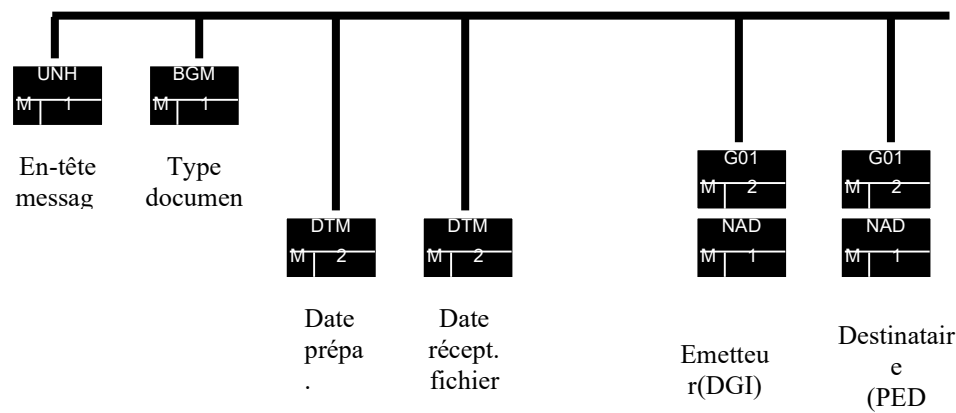 UNH
M 1
En-tête
messag
BGM
M 1
Type
documen
DTM
M 2
Date
prépa
.
DTM
M 2
Date
récept.
fichier
G01
M 2
NAD
M 1
Emetteu
r(DGI)
G01
M 2
NAD
M 1
Destinatair
e
(PED